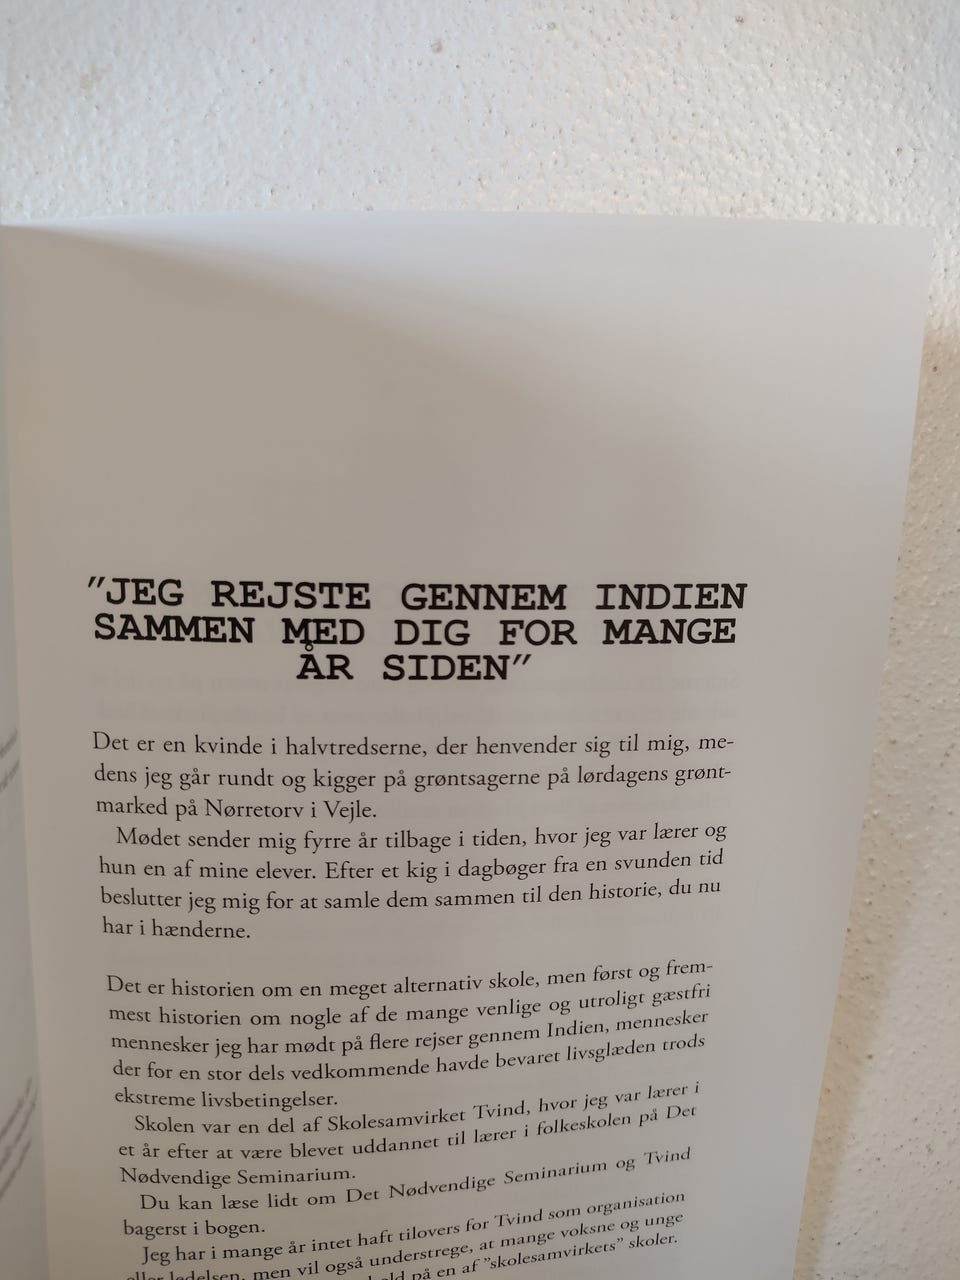 "JEG REJSTE GENNEM INDIEN
SAMMEN MED DIG FOR MANGE
ÅR SIDEN"
Det er en kvinde i halvtredserne, der henvender sig til mig, me-
dens jeg går rundt og kigger på grøntsagerne på lørdagens grønt-
marked på Nørretorv i Vejle.
Mødet sender mig fyrre år tilbage i tiden, hvor jeg var lærer og
hun en af mine elever. Efter et kig i dagbøger fra en svunden tid
beslutter jeg mig for at samle dem sammen til den historie, du nu
har i hænderne.
Det er historien om en meget alternativ skole, men først og frem-
mest historien om nogle af de mange venlige og utroligt gæstfri
mennesker jeg har mødt på flere rejser gennem Indien, mennesker
der for en stor dels vedkommende havde bevaret livsglæden trods
ekstreme livsbetingelser.
Skolen var en del af Skolesamvirket Tvind, hvor jeg var lærer i
et år efter at være blevet uddannet til lærer i folkeskolen på Det
Nødvendige Seminarium.
Du kan læse lidt om Det Nødvendige Seminarium og Tvind
bagerst i bogen.
Jeg har i mange år intet haft tilovers for Tvind som organisation
eller ledelsen, men vil også understrege, at mange voksne og unge
på en af "skolesamvirkets" skoler.